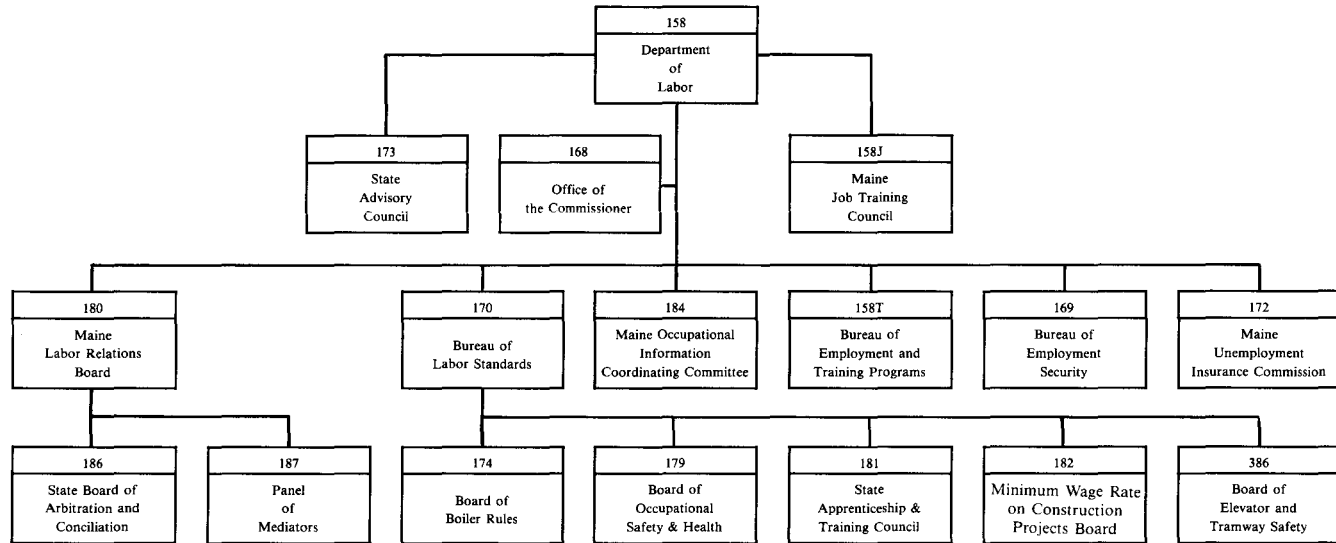 158
Department
of
Labor
173
State
Advisory
Council
168
Office of
the Commissioner
158J
Maine
Job Training
Council
180
Maine
Labor Relations
Board
170
Bureau of
Labor Standards
184
Maine Occupational
Information
Coordinating Committee
158T
Bureau of
Employment and
Training Programs
169
Bureau of
Employment
Security
172
Maine
Unemployment
Insurance Commission
186
State Board of
Arbitration and
Conciliation
187
Panel
of
Mediators
174
Board of
Boiler Rules
179
Board of
Occupational
Safety & Health
181
State
Apprenticeship &
Training Council
182
Minimum Wage Rate
on Construction
Projects Board
386
Board of
Elevator and
Tramway Safety